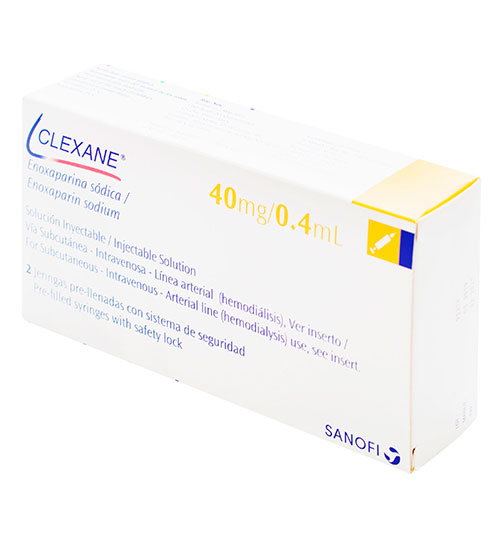 CLEXANE®
Enoxaparina sódica /
Enoxaparin sodium
40mg/0.4mL
Solución Inyectable / Injectable Solution
Vía Subcutánea - Intravenosa - Línea arterial (hemodiálisis), Ver inserto /
For Subcutaneous - Intravenous - Arterial line (hemodialysis) use, see insert.
2 Jeringas pre-llenadas con sistema de seguridad
Pre-filled syringes with safety lock
SANOFI